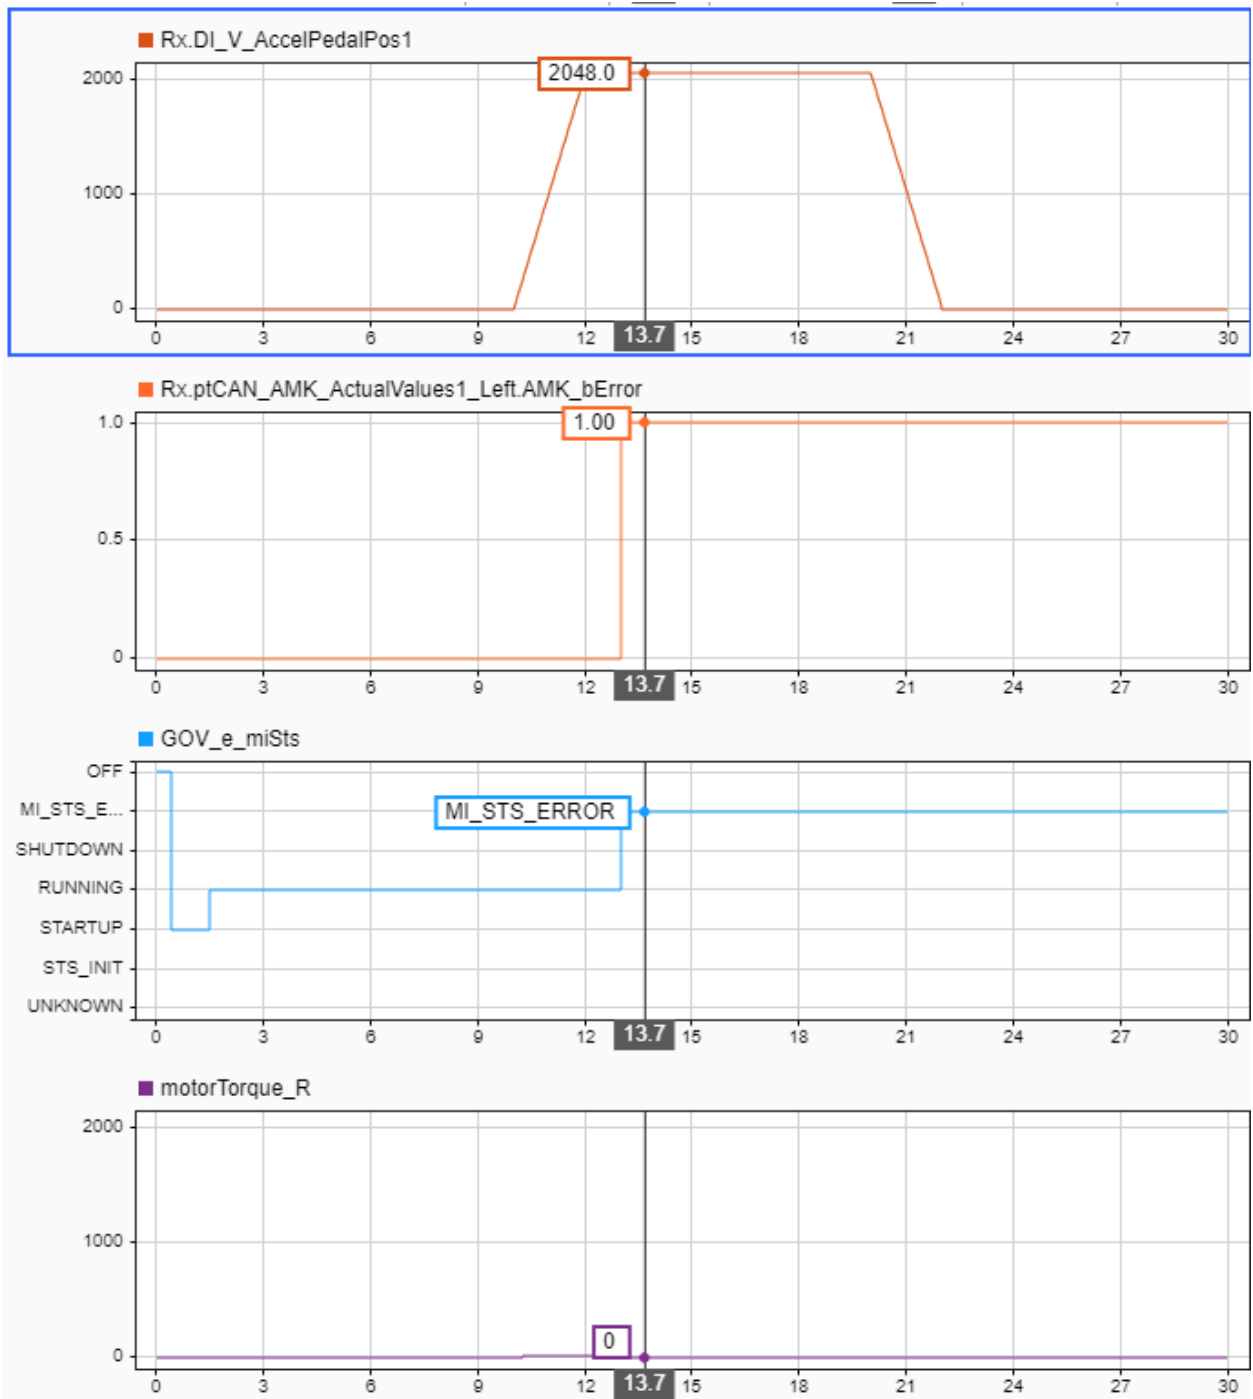 Rx.DI_V_AccelPedalPos1
2048.0
2000
1000
0
0 3 6 9 12 13.7 18 21 24 27 30
Rx.ptCAN_AMK_ActualValues1_Left.AMK_bError
1.00
1.0
0.5
0
0 3 6 9 12 13.7 15 18 21 24 27 30
GOV_e_miSts
OFF
MI_STS_E... MI_STS_ERROR
SHUTDOWN
RUNNING
STARTUP
STS_INIT
UNKNOWN
0 3 6 9 12 13.7 15 18 21 24 27 30
motorTorque_R
2000
1000
0
0
0 3 6 9 12 13.7 15 18 21 24 27 30